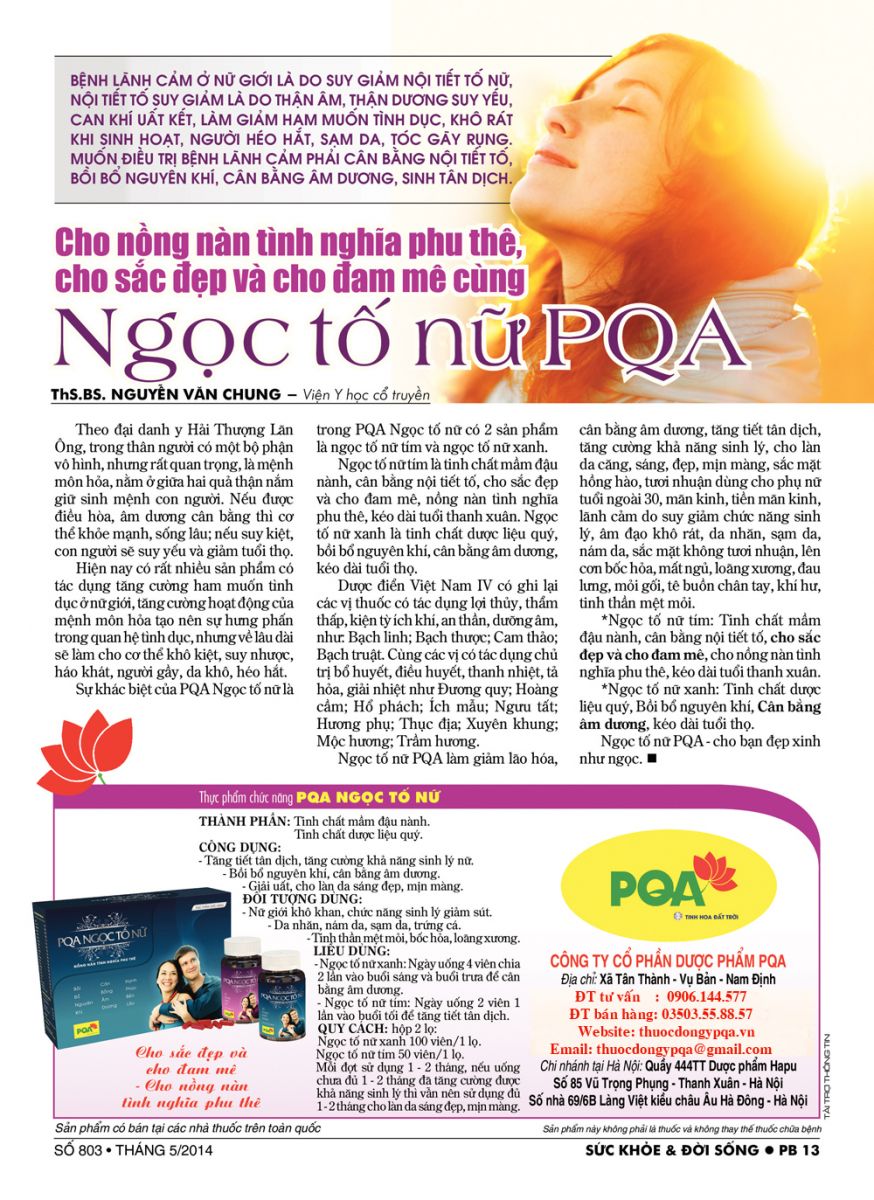 BỆNH LÃNH CẢM Ở NỮ GIỚI LÀ DO SUY GIẢM NỘI TIẾT TỐ NỮ,
NỘI TIẾT TỐ SUY GIẢM LÀ DO THẬN ÂM, THẬN DƯƠNG SUY YẾU,
CAN KHÍ UẤT KẾT, LÀM GIẢM HAM MUỐN TÌNH DỤC, KHÔ RÁT
KHI SINH HOẠT, NGƯỜI HÉO HẮT, SẠM DA, TÓC GÃY RỤNG.
MUỐN ĐIỀU TRỊ BỆNH LÃNH CẢM PHẢI CÂN BẰNG NỘI TIẾT TỐ,
BỒI BỔ NGUYÊN KHÍ, CÂN BẰNG ÂM DƯƠNG, SINH TÂN DỊCH.
Cho nồng nàn tình nghĩa phu thê,
cho sắc đẹp và cho đam mê cùng
Ngọc tố nữ PQA
ThS.BS. NGUYỄN VĂN CHUNG – Viện Y học cổ truyền
Theo đại danh y Hải Thượng Lãn
Ông, trong thân người có một bộ phận
vô hình, nhưng rất quan trọng, là mệnh
môn hỏa, nằm ở giữa hai quả thận nắm
giữ sinh mệnh con người. Nếu được
điều hòa, âm dương cân bằng thì cơ
thể khỏe mạnh, sống lâu; nếu suy kiệt,
con người sẽ suy yếu và giảm tuổi thọ.
Hiện nay có rất nhiều sản phẩm có
tác dụng tăng cường ham muốn tình
dục ở nữ giới, tăng cường hoạt động của
mệnh môn hỏa tạo nên sự hưng phấn
trong quan hệ tình dục, nhưng về lâu dài
sẽ làm cho cơ thể khô kiệt, suy nhược,
háo khát, người gầy, da khô, héo hắt.
Sự khác biệt của PQA Ngọc tố nữ là
trong PQA Ngọc tố nữ có 2 sản phẩm
là ngọc tố nữ tím và ngọc tố nữ xanh.
Ngọc tố nữ tím là tinh chất mầm đậu
nành, cân bằng nội tiết tố, cho sắc đẹp
và cho đam mê, nồng nàn tình nghĩa
phu thê, kéo dài tuổi thanh xuân. Ngọc
tố nữ xanh là tinh chất dược liệu quý,
bồi bổ nguyên khí, cân bằng âm dương,
kéo dài tuổi thọ.
Dược điển Việt Nam IV có ghi lại
các vị thuốc có tác dụng lợi thủy, thẩm
thấp, kiện tỳ ích khí, an thần, dưỡng âm,
như: Bạch linh; Bạch thược; Cam thảo;
Bạch truật. Cùng các vị có tác dụng chủ
trị bổ huyết, điều huyết, thanh nhiệt, tả
hỏa, giải nhiệt như Đương quy; Hoàng
cầm; Hổ phách; Ích mẫu; Ngưu tất;
Hương phụ; Thục địa; Xuyên khung;
Mộc hương; Trầm hương.
Ngọc tố nữ PQA làm giảm lão hóa,
cân bằng âm dương, tăng tiết tân dịch,
tăng cường khả năng sinh lý, cho làn
da căng, sáng, đẹp, mịn màng, sắc mặt
hồng hào, tươi nhuận dùng cho phụ nữ
tuổi ngoài 30, mãn kinh, tiền mãn kinh,
lãnh cảm do suy giảm chức năng sinh
lý, âm đạo khô rát, da nhăn, sạm da,
nám da, sắc mặt không tươi nhuận, lên
cơn bốc hỏa, mất ngủ, loãng xương, đau
lưng, mỏi gối, tê buồn chân tay, khí hư,
tinh thần mệt mỏi.
*Ngọc tố nữ tím: Tinh chất mầm
đậu nành, cân bằng nội tiết tố, cho sắc
đẹp và cho đam mê, cho nồng nàn tình
nghĩa phu thê, kéo dài tuổi thanh xuân.
*Ngọc tố nữ xanh: Tinh chất dược
liệu quý, Bồi bổ nguyên khí, Cân bằng
âm dương, kéo dài tuổi thọ.
Ngọc tố nữ PQA - cho bạn đẹp xinh
như ngọc. ■
Thực phẩm chức năng PQA NGỌC TỐ NỮ
THÀNH PHẦN: Tinh chất mầm đậu nành.
Tinh chất dược liệu quý.
CÔNG DỤNG:
- Tăng tiết tân dịch, tăng cường khả năng sinh lý nữ.
- Bồi bổ nguyên khí, cân bằng âm dương.
- Giải uất, cho làn da sáng đẹp, mịn màng.
ĐỐI TƯỢNG DÙNG:
- Nữ giới khô khan, chức năng sinh lý giảm sút.
- Da nhăn, nám da, sạm da, trứng cá.
- Tinh thần mệt mỏi, bốc hỏa, loãng xương.
LIỀU DÙNG:
- Ngọc tố nữ xanh: Ngày uống 4 viên chia
2 lần vào buổi sáng và buổi trưa để cân
bằng âm dương.
- Ngọc tố nữ tím: Ngày uống 2 viên 1
lần vào buổi tối để tăng tiết tân dịch.
QUY CÁCH: hộp 2 lọ:
Ngọc tố nữ xanh 100 viên/1 lọ.
Ngọc tố nữ tím 50 viên/1 lọ.
Mỗi đợt sử dụng 1 - 2 tháng, nếu uống
chưa đủ 1 - 2 tháng đã tăng cường được
khả năng sinh lý thì vẫn nên sử dụng đủ
1 - 2 tháng cho làn da sáng đẹp, mịn màng.
PQA NGỌC TỐ NỮ
NỒNG NÀN TÌNH NGHĨA PHU THÊ
Bồi Cân Hạnh
Bổ Bằng Phúc
Nguyên Âm Bền
Khí Dương Lâu
PQA
PQA NGỌC TỐ NỮ
PQA NGỌC TỐ NỮ
Cho sắc đẹp và
cho đam mê
- Cho nồng nàn
tình nghĩa phu thê
PQA
TINH HOA ĐẤT TRỜI
CÔNG TY CỔ PHẦN DƯỢC PHẨM PQA
Địa chỉ: Xã Tân Thành - Vụ Bản - Nam Định
ĐT tư vấn : 0906.144.577
ĐT bán hàng: 03503.55.88.57
Website: thuocdongypqa.vn
Email: thuocdongypqa@gmail.com
Chi nhánh tại Hà Nội: Quầy 444TT Dược phẩm Hapu
Số 85 Vũ Trọng Phụng - Thanh Xuân - Hà Nội
Số nhà 69/6B Làng Việt kiều châu Âu Hà Đông - Hà Nội
TÀI TRỢ THÔNG TIN
Sản phẩm có bán tại các nhà thuốc trên toàn quốc
Sản phẩm này không phải là thuốc và không thay thế thuốc chữa bệnh
SỐ 803 • THÁNG 5/2014
SỨC KHỎE & ĐỜI SỐNG ● PB 13